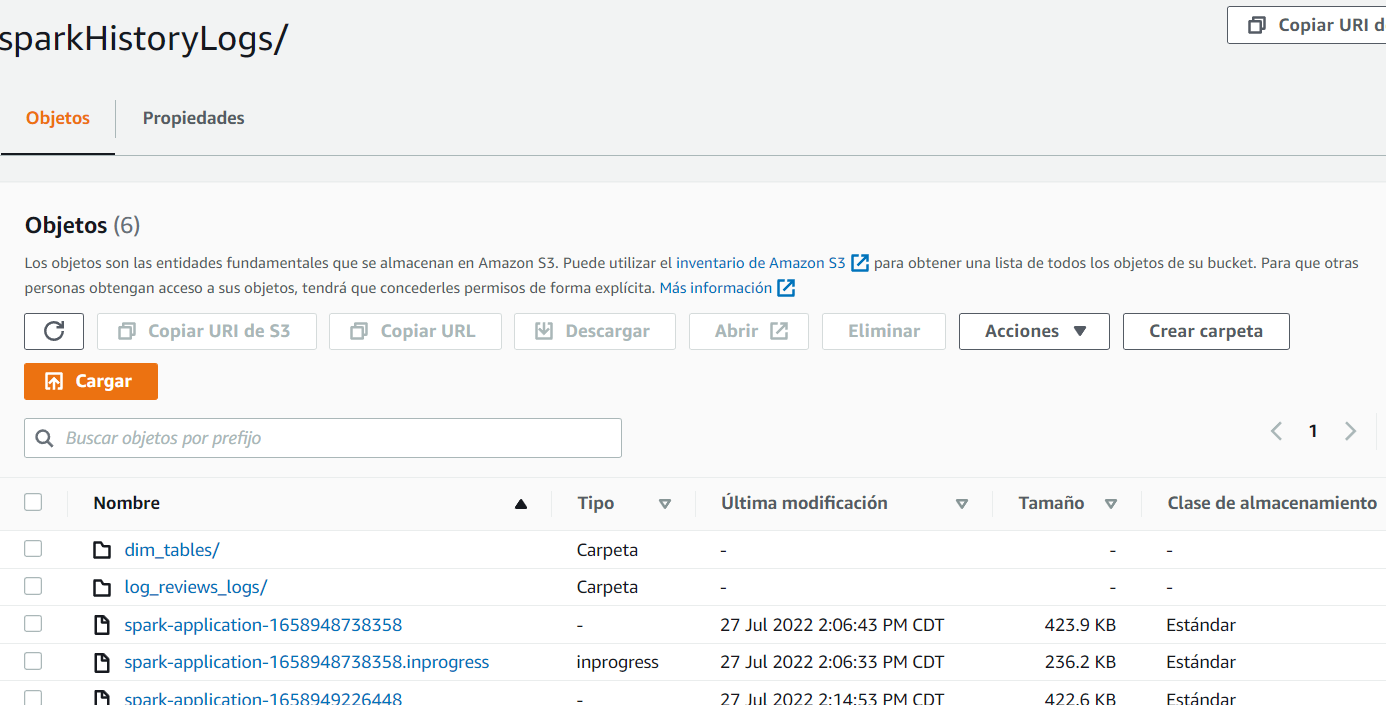 sparkHistoryLogs/
Copiar URI d
Objetos
Propiedades
Objetos (6)
Los objetos son las entidades fundamentales que se almacenan en Amazon S3. Puede utilizar el inventario de Amazon S3 para obtener una lista de todos los objetos de su bucket. Para que otras
personas obtengan acceso a sus objetos, tendrá que concederles permisos de forma explícita. Más información
Copiar URI de S3
Copiar URL
Descargar
Abrir
Eliminar
Acciones
Crear carpeta
Cargar
Buscar objetos por prefijo
1
Nombre Tipo Última modificación Tamaño Clase de almacenamiento
dim_tables/ Carpeta - - -
log_reviews_logs/ Carpeta - - -
spark-application-1658948738358 - 27 Jul 2022 2:06:43 PM CDT 423.9 KB Estándar
spark-application-1658948738358.inprogress inprogress 27 Jul 2022 2:06:33 PM CDT 236.2 KB Estándar
spark-application-1658949226448 - 27 Jul 2022 2:14:53 PM CDT 422.6 KB Estándar